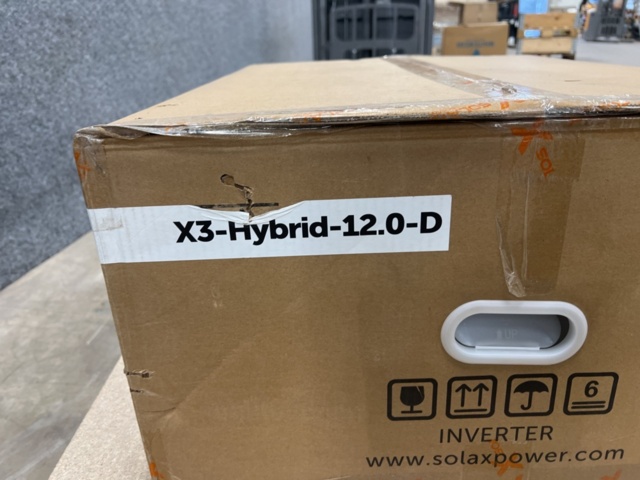 X3-Hybrid-12.0-D
6
INVERTER
www.solaxpower.com